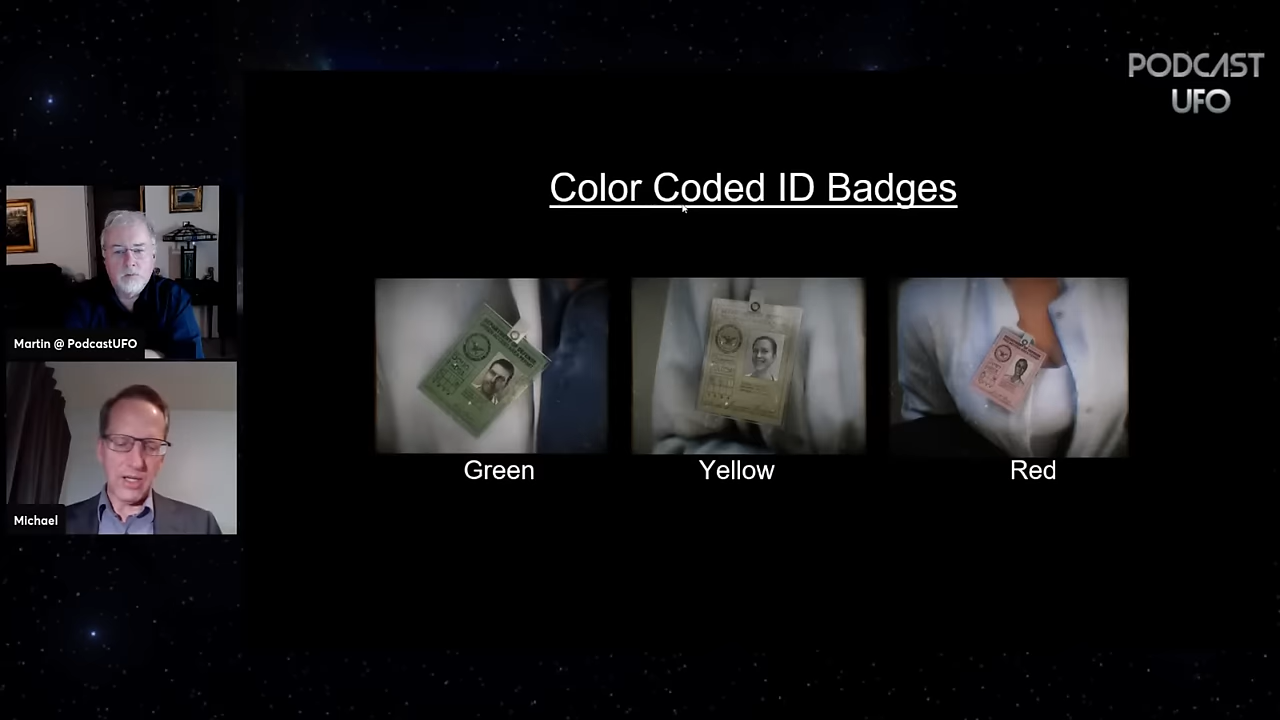 PODCAST
UFO
Color Coded ID Badges
Martin @ PodcastUFO
Michael
Green
Yellow
Red